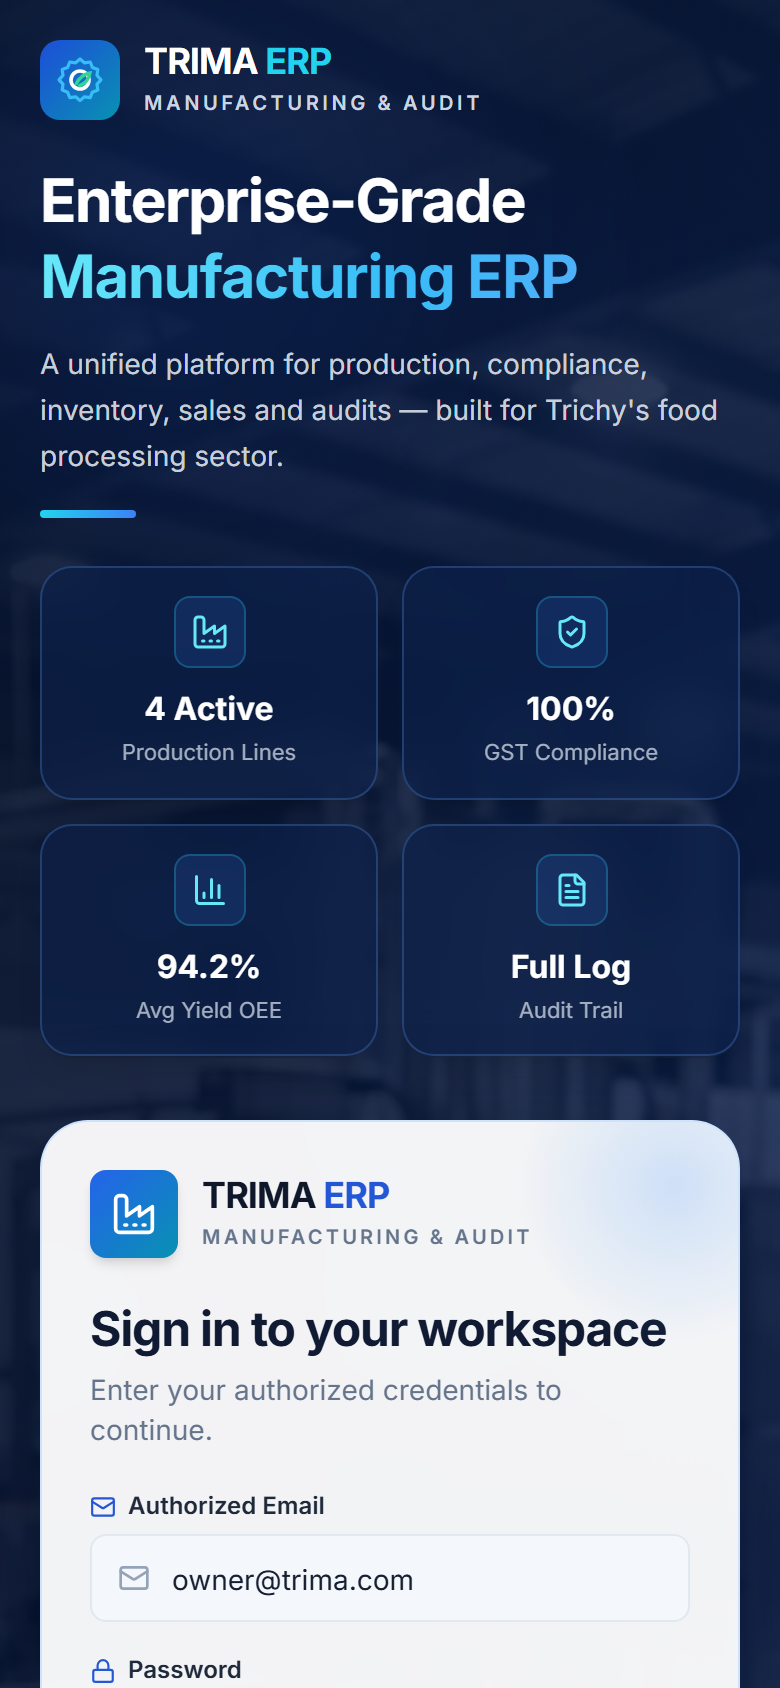 TRIMA ERP
MANUFACTURING & AUDIT
Enterprise-Grade
Manufacturing ERP
A unified platform for production, compliance,
inventory, sales and audits — built for Trichy's food
processing sector.
4 Active
Production Lines
100%
GST Compliance
94.2%
Avg Yield OEE
Full Log
Audit Trail
TRIMA ERP
MANUFACTURING & AUDIT
Sign in to your workspace
Enter your authorized credentials to
continue.
Authorized Email
owner@trima.com
Password